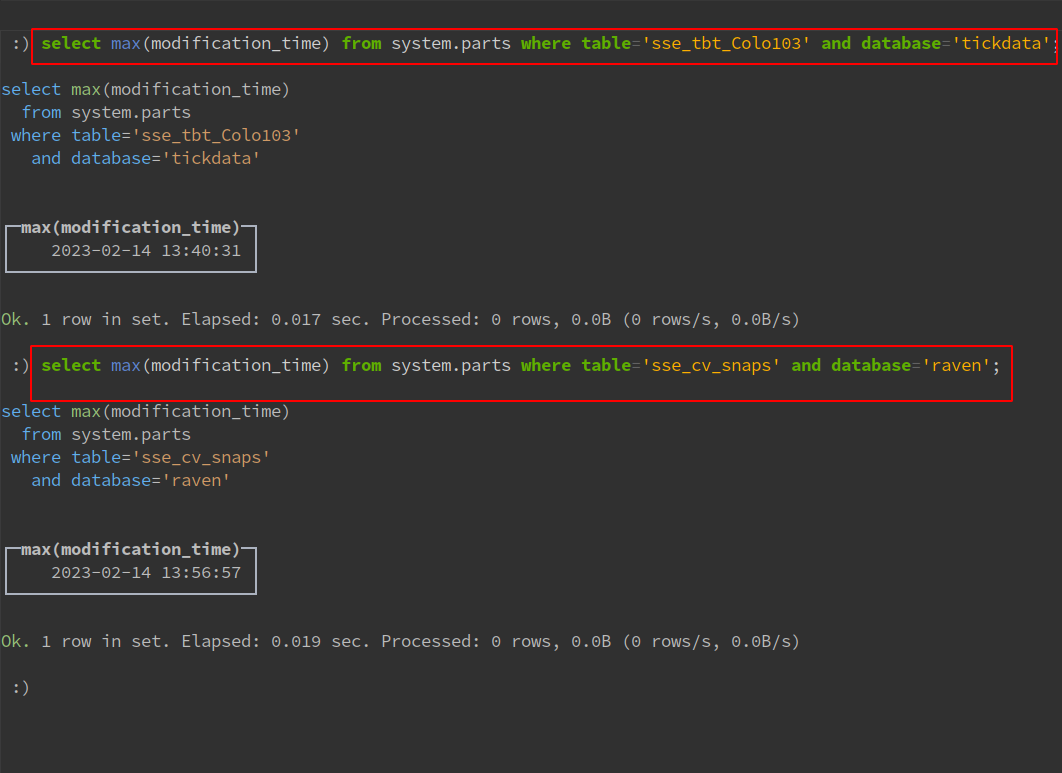 :) select max(modification_time) from system.parts where table='sse_tbt_Colo103' and database='tickdata';
select max(modification_time)
from system.parts
where table='sse_tbt_Colo103'
and database='tickdata'
max(modification_time)
2023-02-14 13:40:31
Ok. 1 row in set. Elapsed: 0.017 sec. Processed: 0 rows, 0.0B (0 rows/s, 0.0B/s)
:) select max(modification_time) from system.parts where table='sse_cv_snaps' and database='raven';
select max(modification_time)
from system.parts
where table='sse_cv_snaps'
and database='raven'
max(modification_time)
2023-02-14 13:56:57
Ok. 1 row in set. Elapsed: 0.019 sec. Processed: 0 rows, 0.0B (0 rows/s, 0.0B/s)
:)